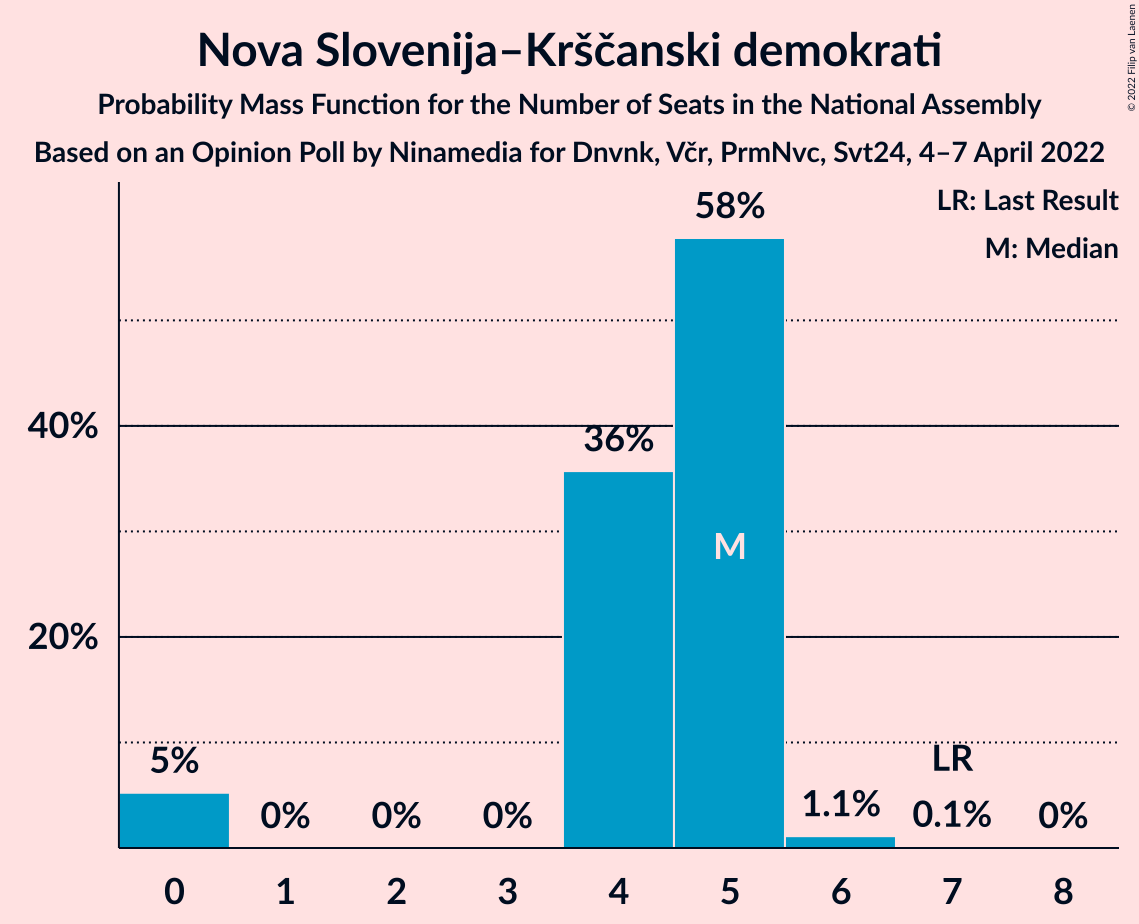 Nova Slovenija–Krščanski demokrati
Probability Mass Function for the Number of Seats in the National Assembly
Based on an Opinion Poll by Ninamedia for Dnvnk, Včr, PrmNvc, Svt24, 4–7 April 2022
© 2022 Filip van Laenen
LR: Last Result
M: Median
58%
40%
36%
M
20%
5%
0%
0%
0%
1.1%
LR
0.1%
0%
0 1 2 3 4 5 6 7 8